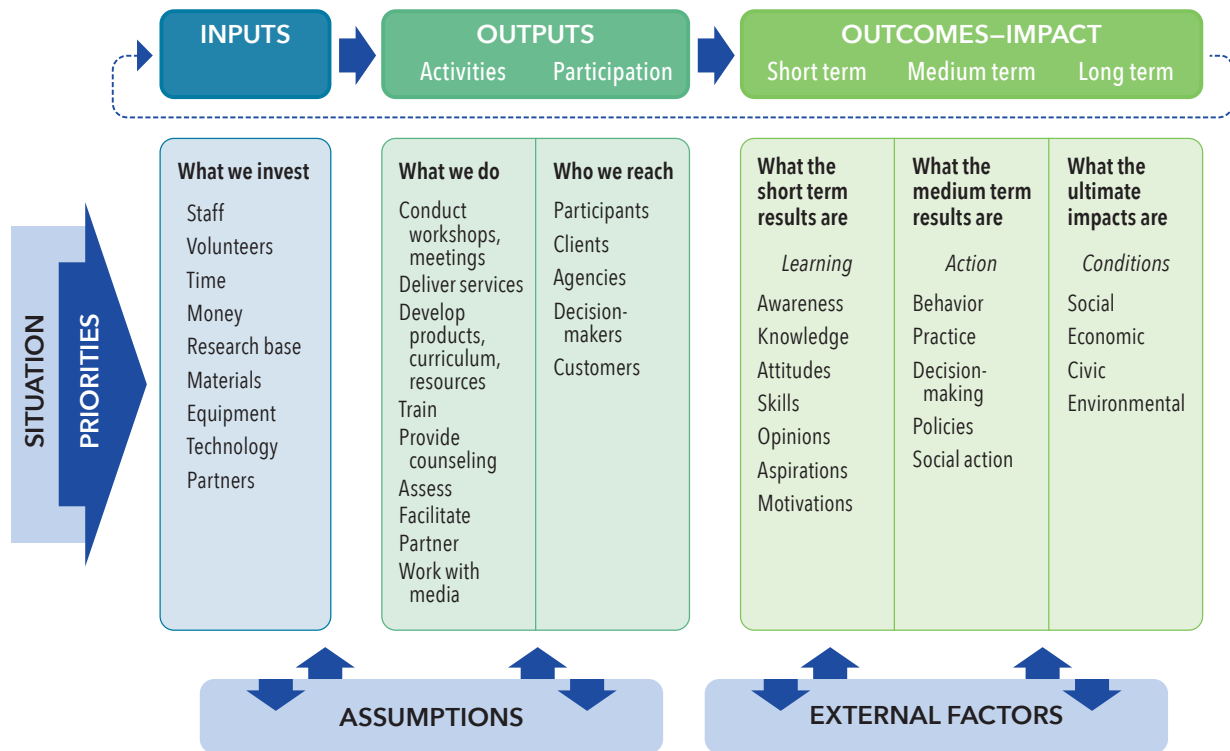 INPUTS
OUTPUTS
Activities
Participation
OUTCOMES–IMPACT
Short term
Medium term
Long term
SITUATION
PRIORITIES
What we invest
Staff
Volunteers
Time
Money
Research base
Materials
Equipment
Technology
Partners
What we do
Conduct
workshops,
meetings
Deliver services
Develop
products,
curriculum,
resources
Train
Provide
counseling
Assess
Facilitate
Partner
Work with
media
Who we reach
Participants
Clients
Agencies
Decision-
makers
Customers
What the
short term
results are
Learning
Awareness
Knowledge
Attitudes
Skills
Opinions
Aspirations
Motivations
What the
medium term
results are
Action
Behavior
Practice
Decision-
making
Policies
Social action
What the
ultimate
impacts are
Conditions
Social
Economic
Civic
Environmental
ASSUMPTIONS
EXTERNAL FACTORS